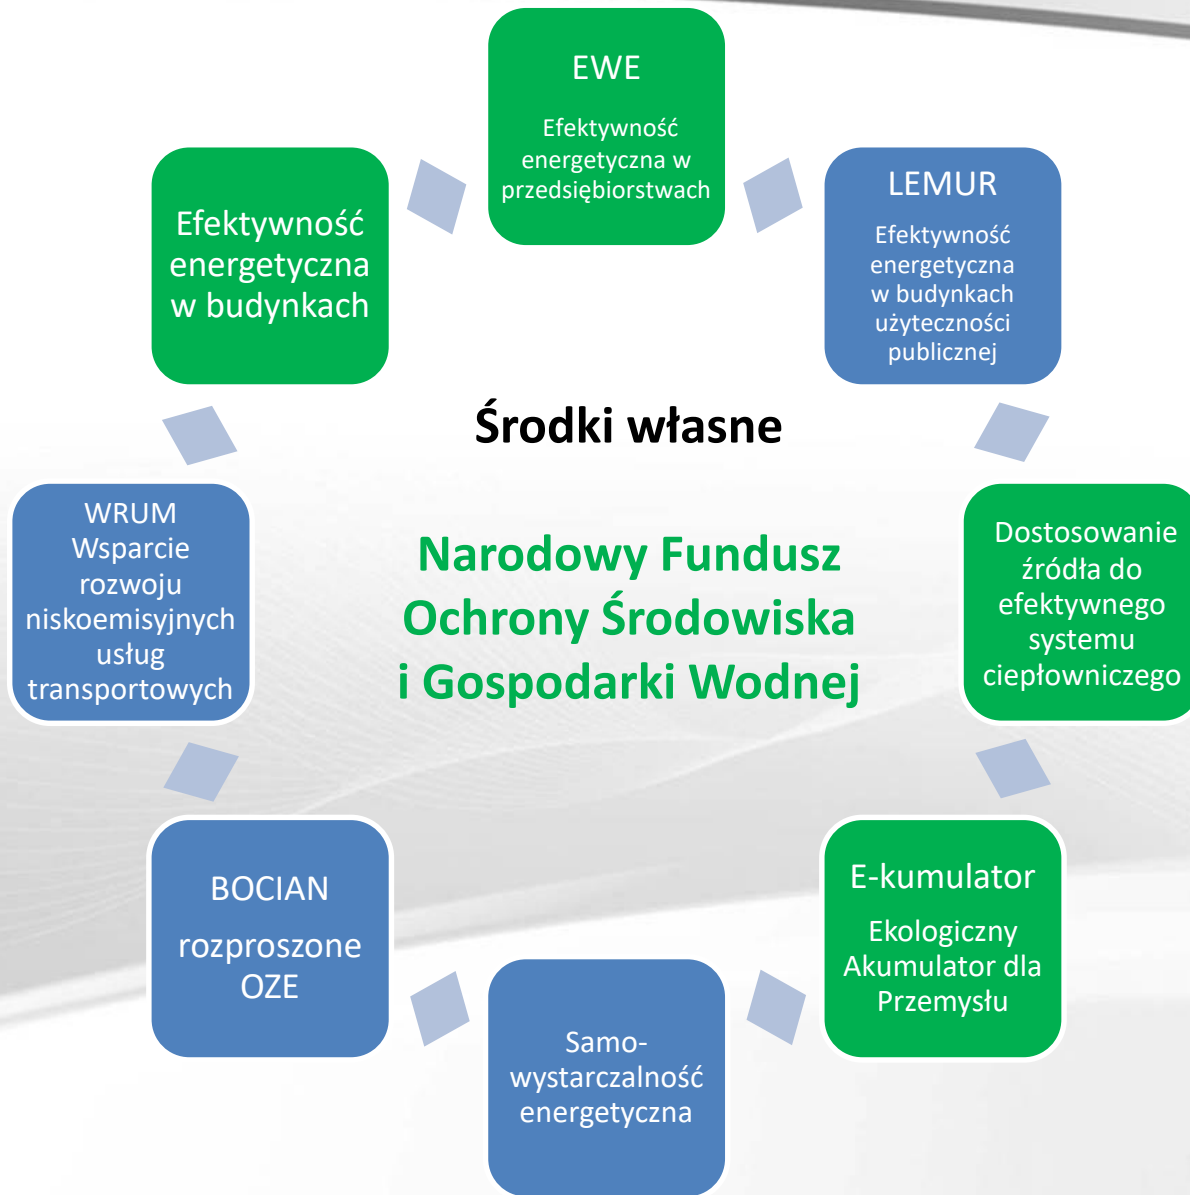 EWE
Efektywność
energetyczna w
przedsiębiorstwach
LEMUR
Efektywność
energetyczna
w budynkach
użyteczności
publicznej
Dostosowanie
źródła do
efektywnego
systemu
ciepłowniczego
E-kumulator
Ekologiczny
Akumulator dla
Przemysłu
Samo-
wystarczalność
energetyczna
BOCIAN
rozproszone
OZE
WRUM
Wsparcie
rozwoju
niskoemisyjnych
usług
transportowych
Efektywność
energetyczna
w budynkach
Środki własne
Narodowy Fundusz
Ochrony Środowiska
i Gospodarki Wodnej